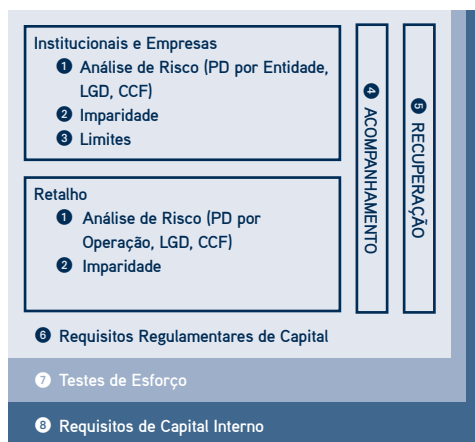 Institucionais e Empresas
❶ Análise de Risco (PD por Entidade,
LGD, CCF)
❷ Imparidade
❸ Limites
Retalho
❶ Análise de Risco (PD por
Operação, LGD, CCF)
❷ Imparidade
❹ ACOMPANHAMENTO
❺ RECUPERAÇÃO
❻ Requisitos Regulamentares de Capital
❼ Testes de Esforço
❽ Requisitos de Capital Interno